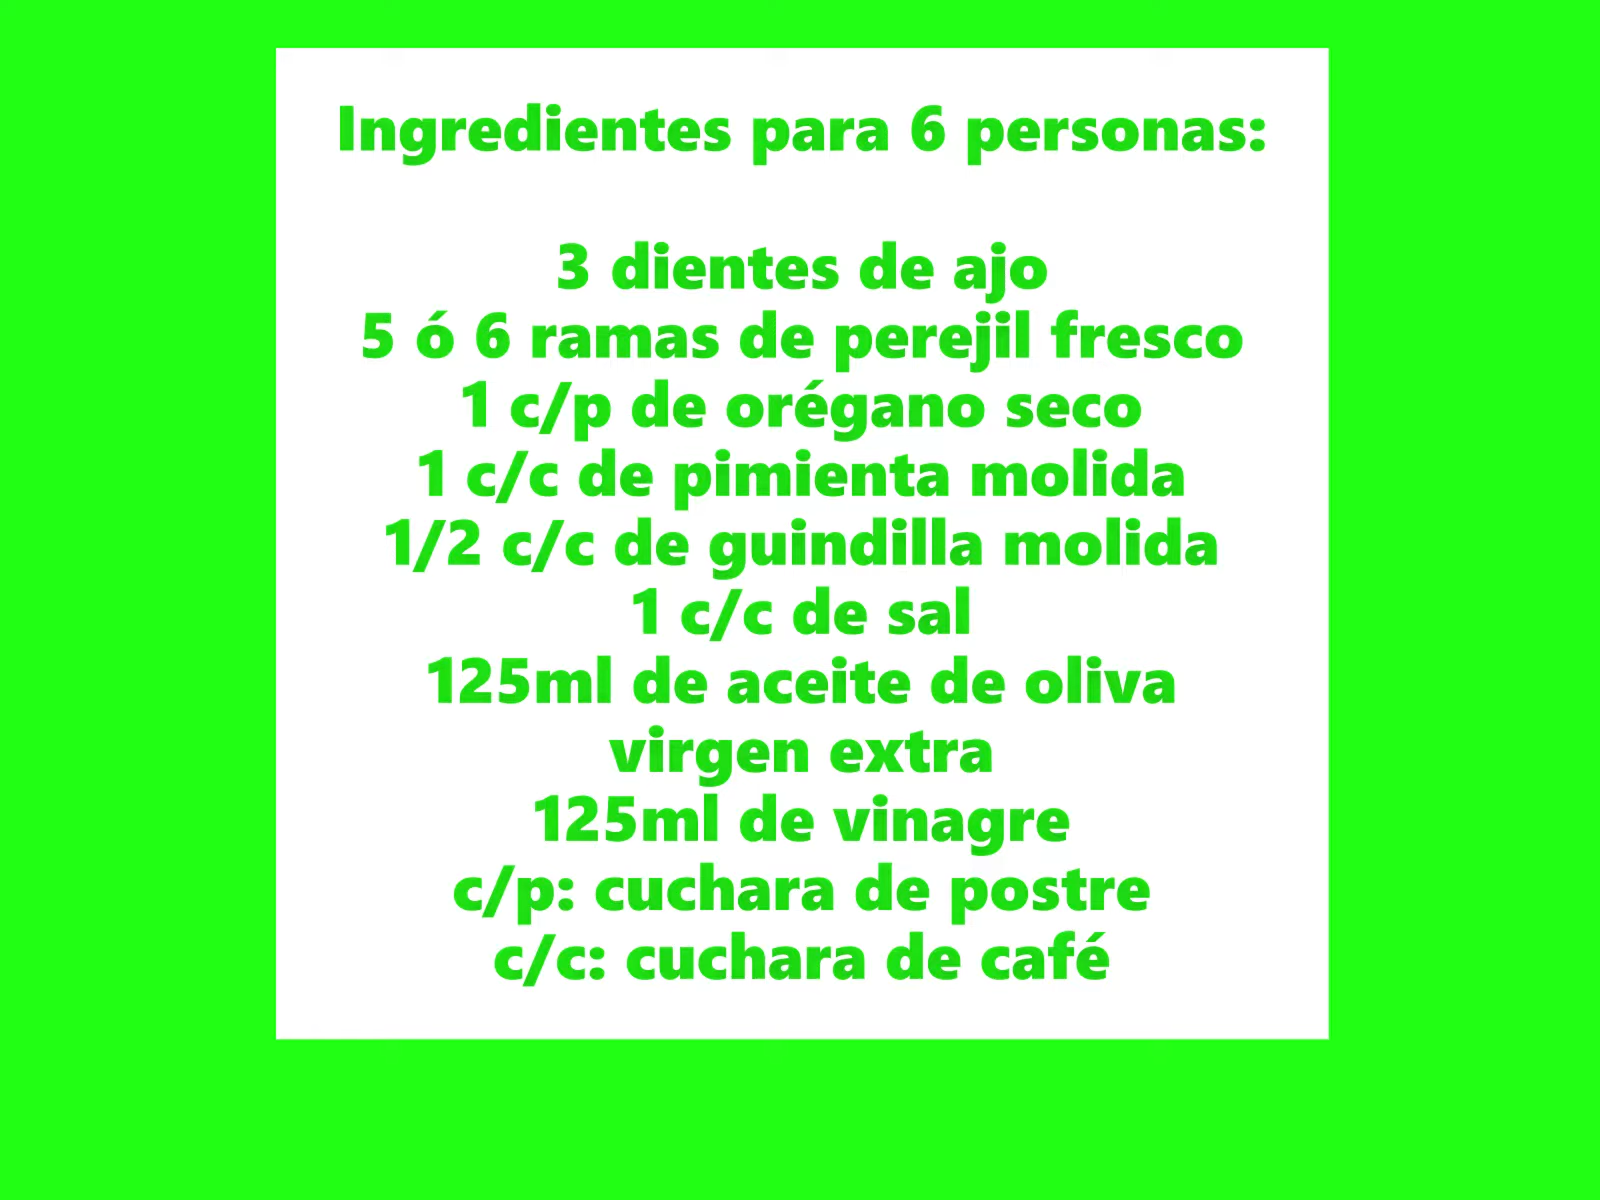 Ingredientes para 6 personas:
3 dientes de ajo
5 ó 6 ramas de perejil fresco
1 c/p de orégano seco
1 c/c de pimienta molida
1/2 c/c de guindilla molida
1 c/c de sal
125ml de aceite de oliva
virgen extra
125ml de vinagre
c/p: cuchara de postre
c/c: cuchara de café